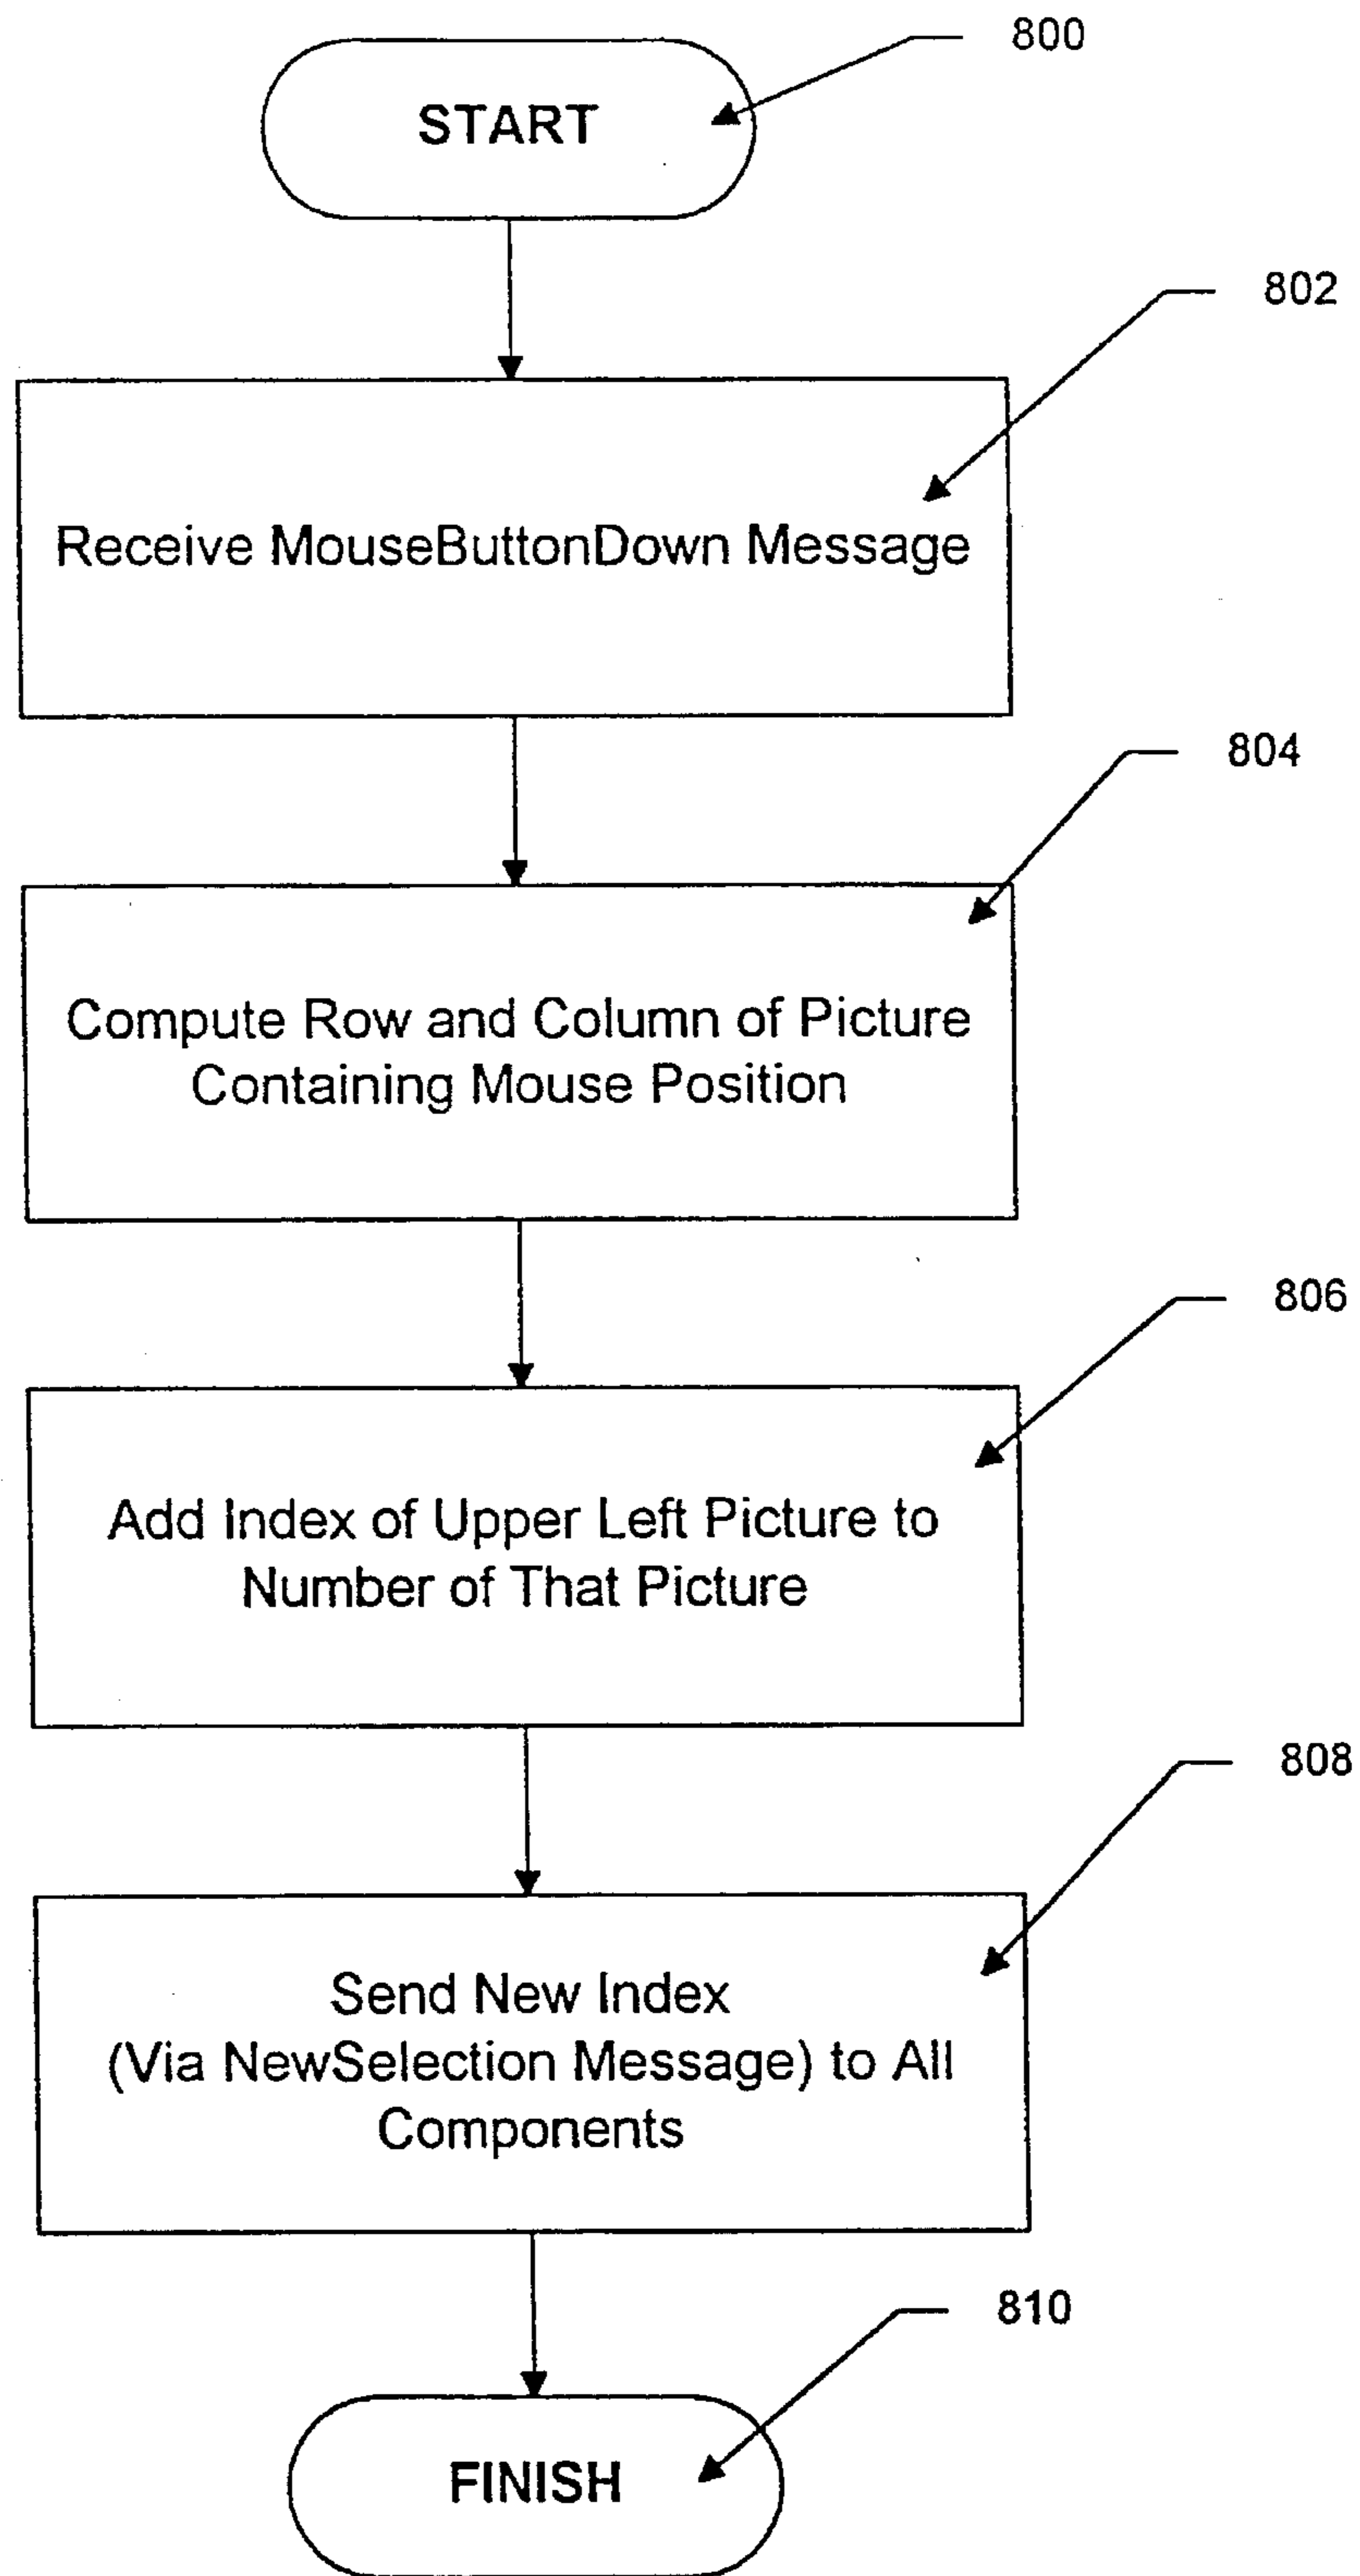 800
START
802
Receive MouseButtonDown Message
804
Compute Row and Column of Picture
Containing Mouse Position
806
Add Index of Upper Left Picture to
Number of That Picture
808
Send New Index
(Via NewSelection Message) to All
Components
810
FINISH